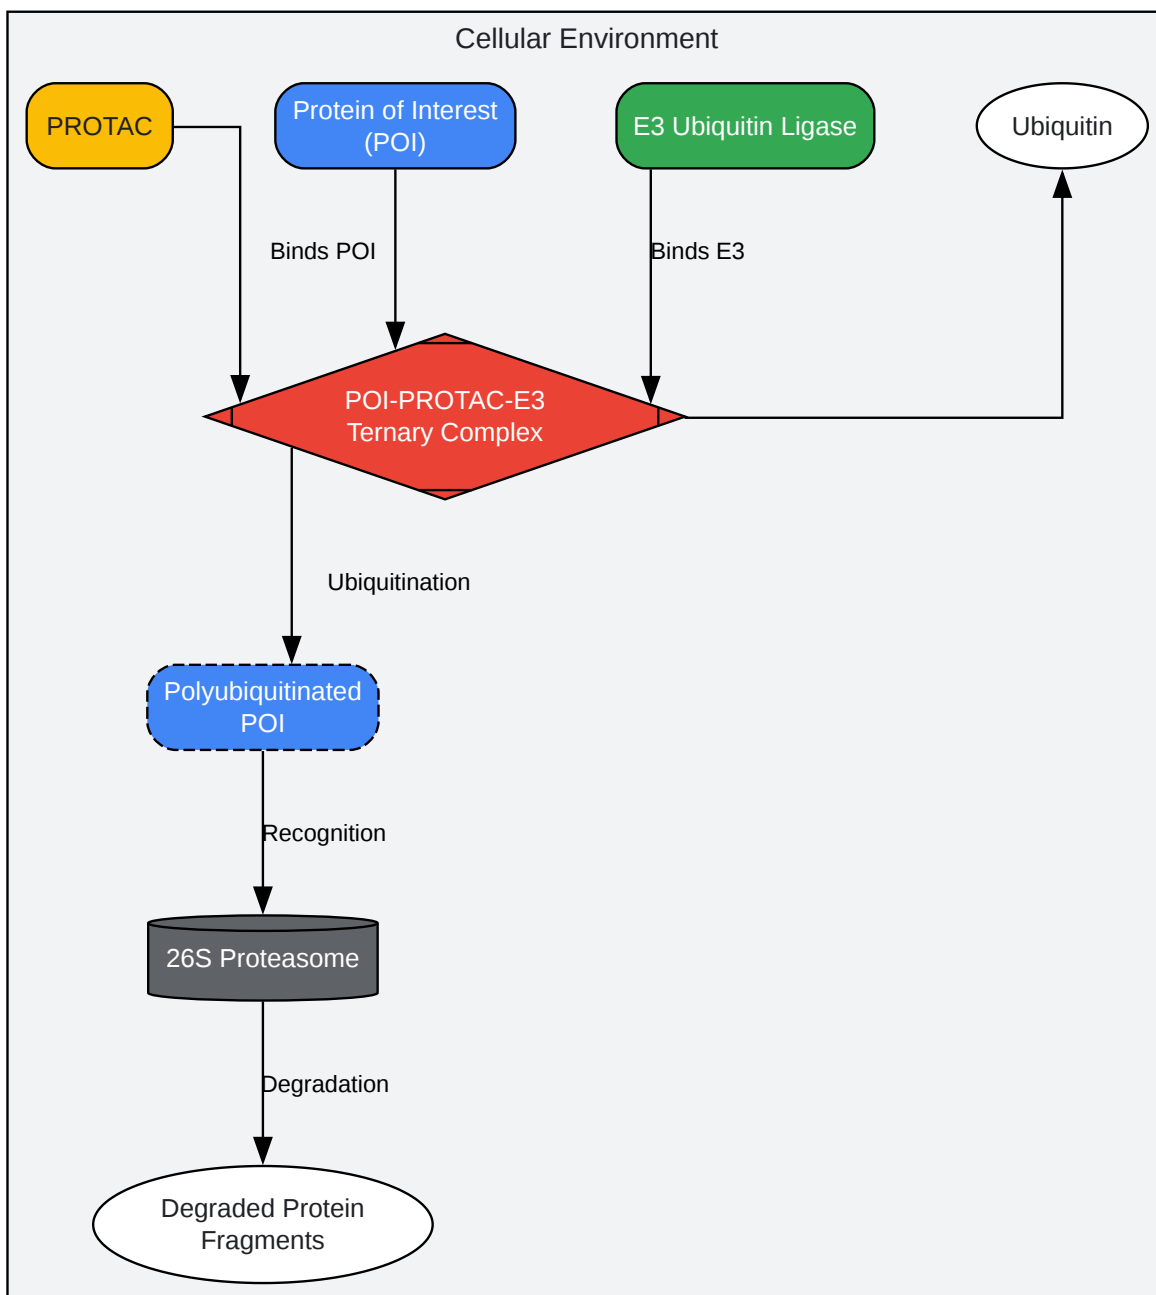 Cellular Environment
PROTAC
Protein of Interest
(POI)
E3 Ubiquitin Ligase
Ubiquitin
Binds POI
Binds E3
POI-PROTAC-E3
Ternary Complex
Ubiquitination
Polyubiquitinated
POI
Recognition
26S Proteasome
Degradation
Degraded Protein
Fragments